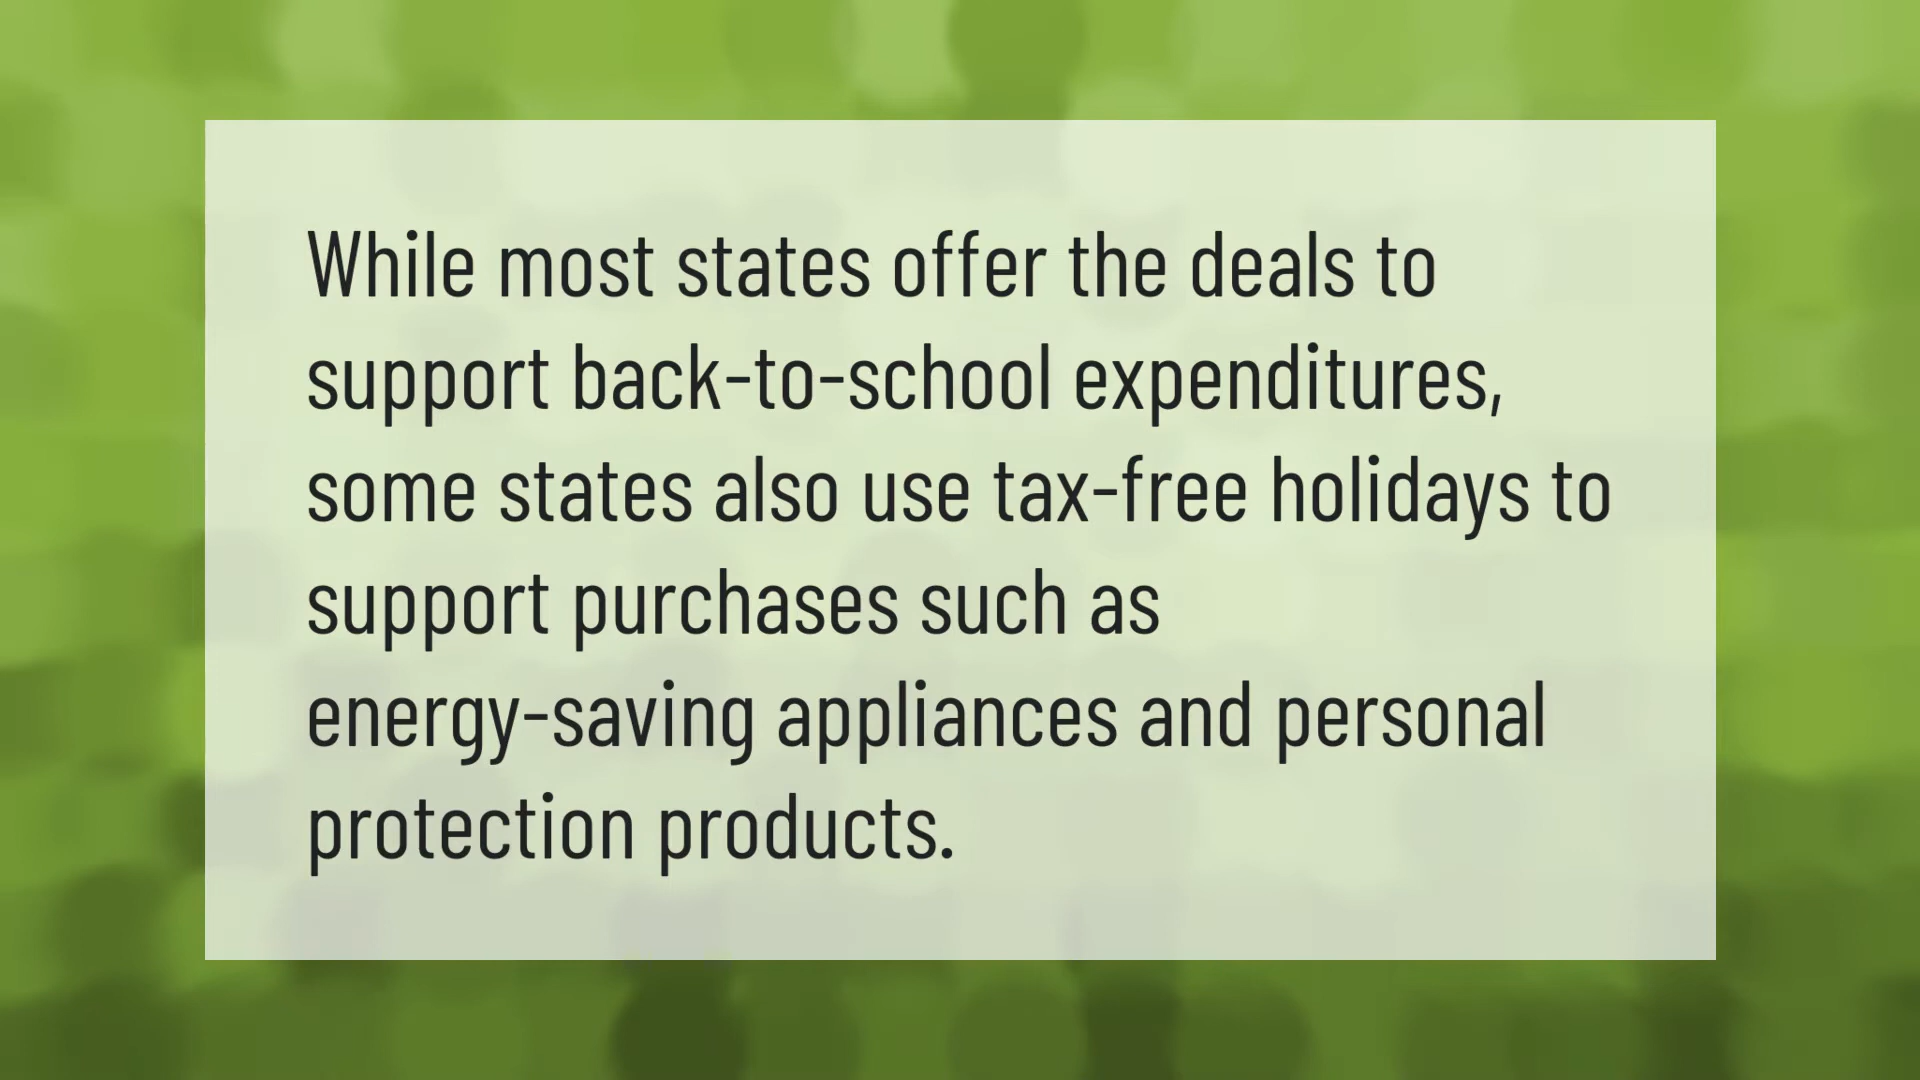 While most states offer the deals to
support back-to-school expenditures,
some states also use tax-free holidays to
support purchases such as
energy-saving appliances and personal
protection products.